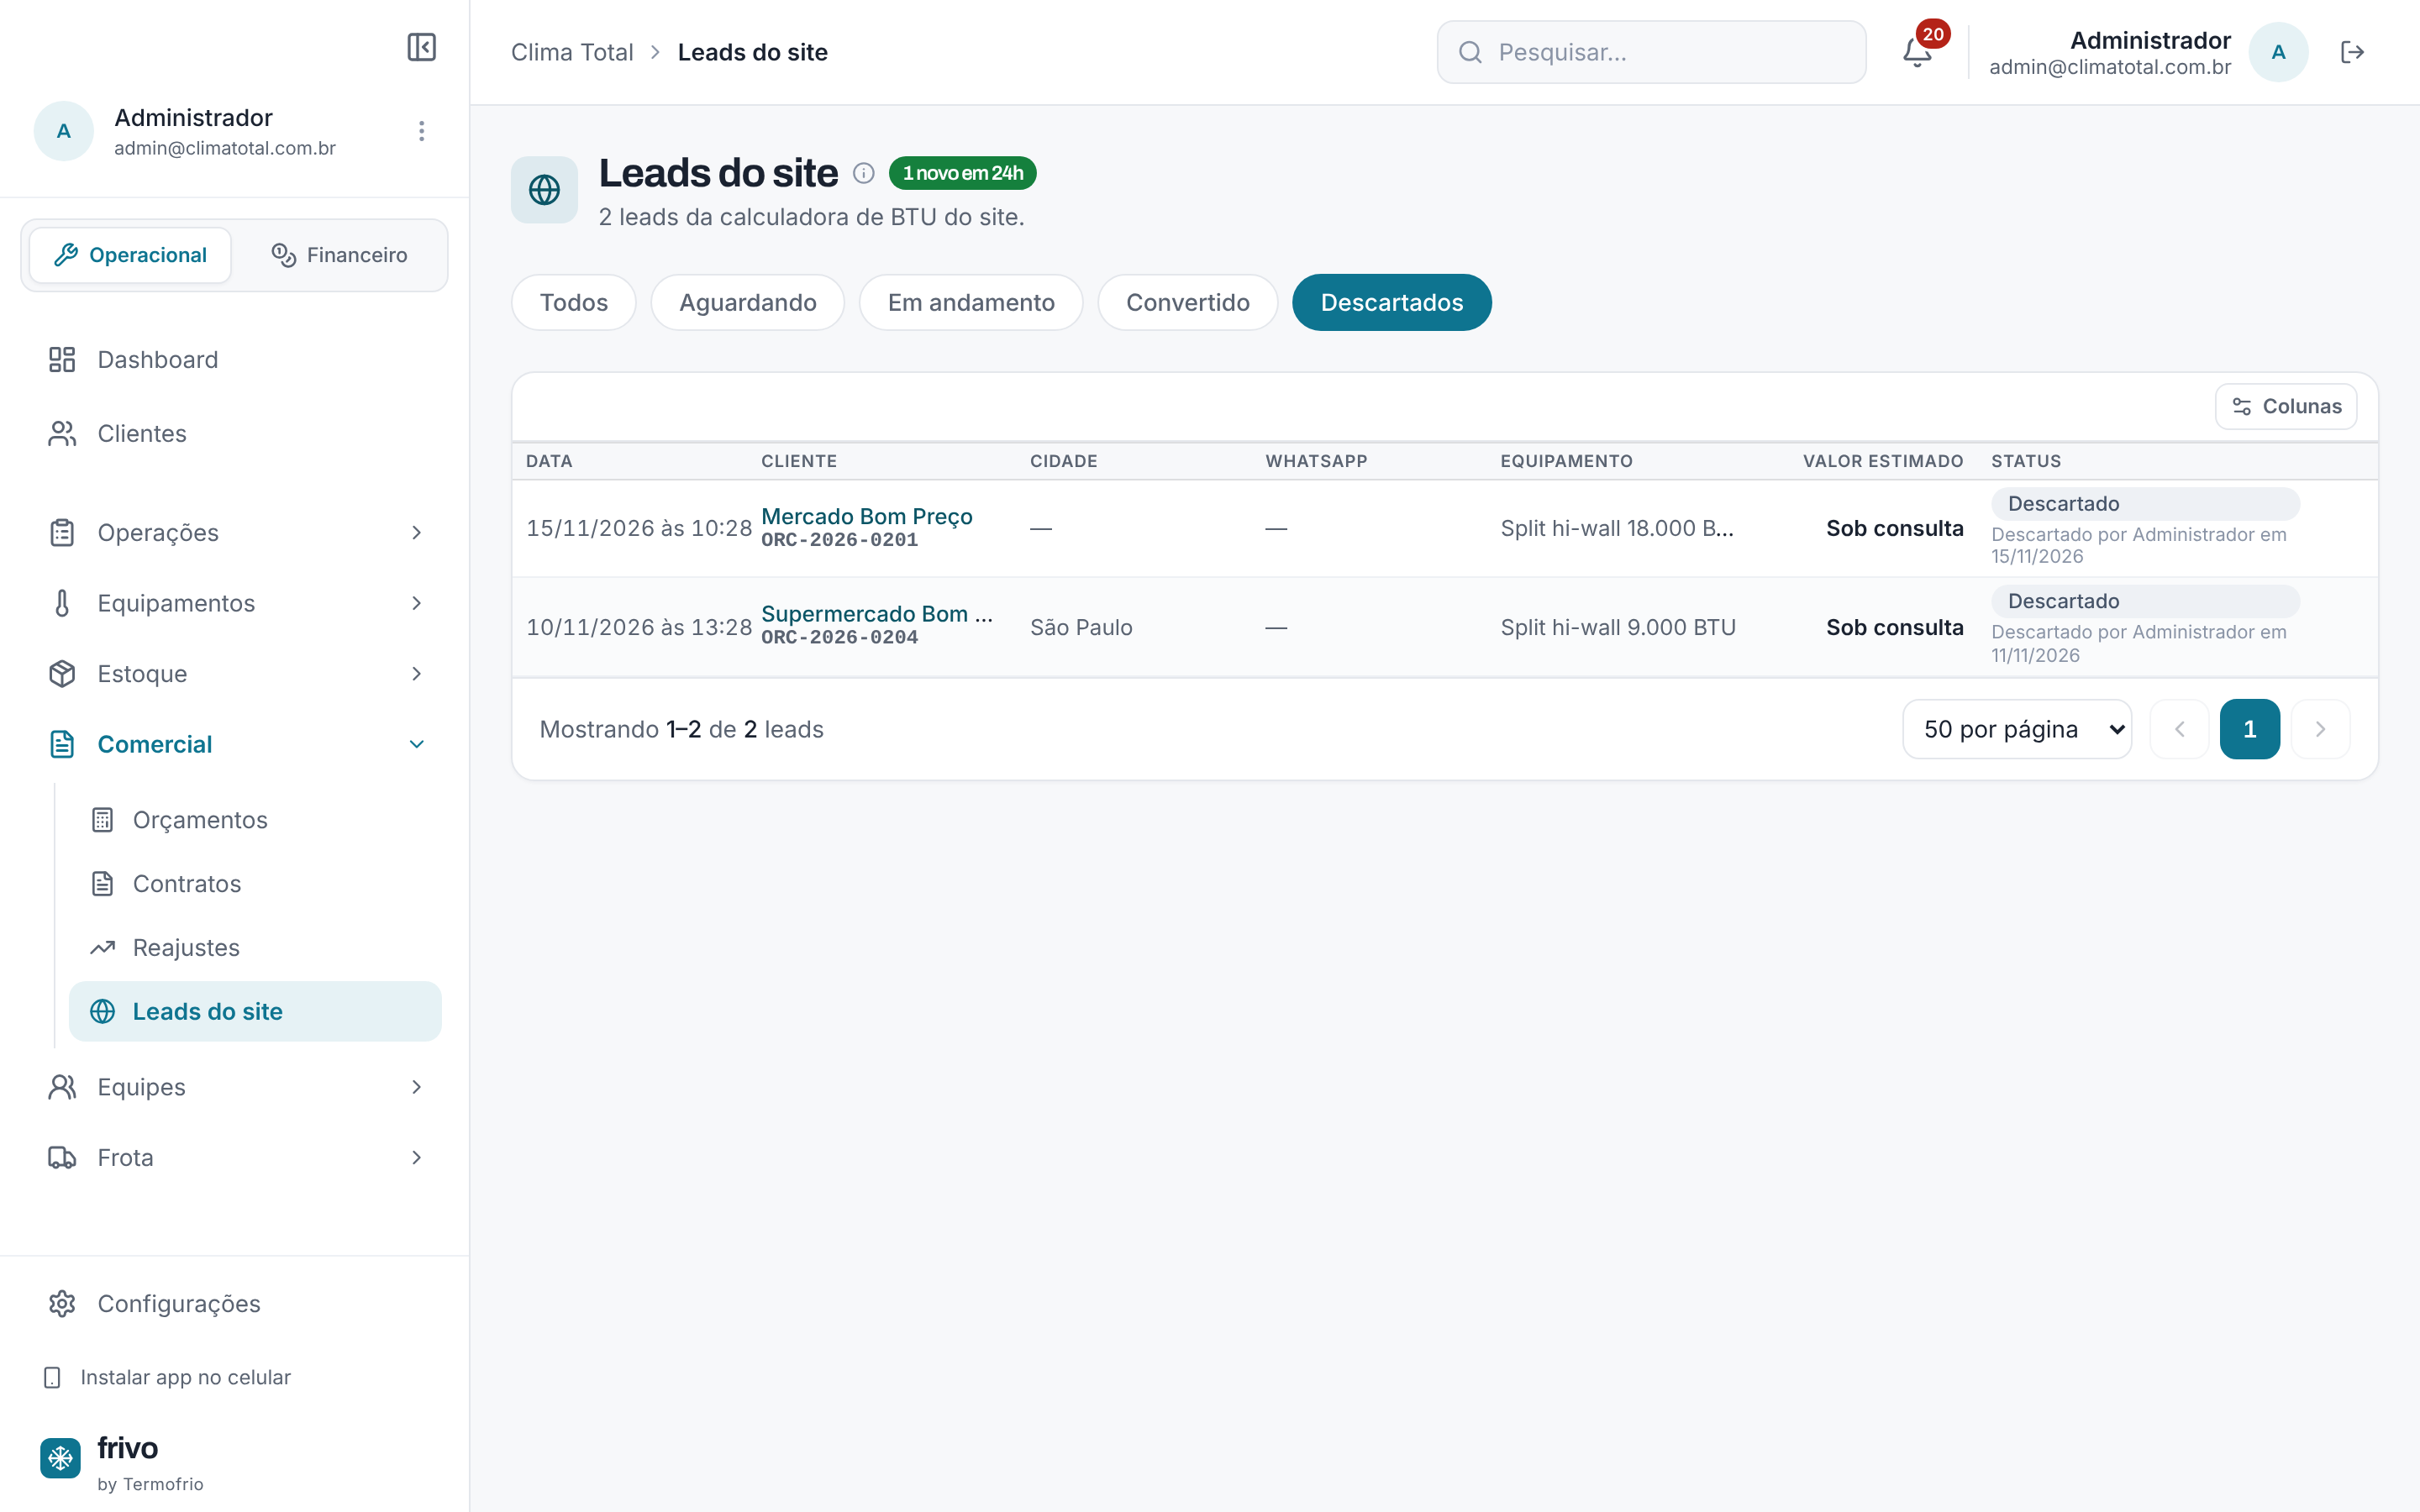 Administrador
admin@climatotal.com.br
A
Operacional
Financeiro
Dashboard
Clientes
Operações
Equipamentos
Estoque
Comercial
Orçamentos
Contratos
Reajustes
Leads do site
Equipes
Frota
Configurações
Instalar app no celular
frivo
by Termofrio
Clima Total > Leads do site
Pesquisar...
20
Administrador
admin@climatotal.com.br
A
Leads do site
1 novo em 24h
2 leads da calculadora de BTU do site.
Todos
Aguardando
Em andamento
Convertido
Descartados
Colunas
DATA CLIENTE CIDADE WHATSAPP EQUIPAMENTO VALOR ESTIMADO STATUS
15/11/2026 às 10:28 Mercado Bom Preço — — Split hi-wall 18.000 B... Sob consulta Descartado
ORC-2026-0201
Descartado por Administrador em
15/11/2026
10/11/2026 às 13:28 Supermercado Bom ... São Paulo — Split hi-wall 9.000 BTU Sob consulta Descartado
ORC-2026-0204
Descartado por Administrador em
11/11/2026
Mostrando 1–2 de 2 leads
50 por página
1